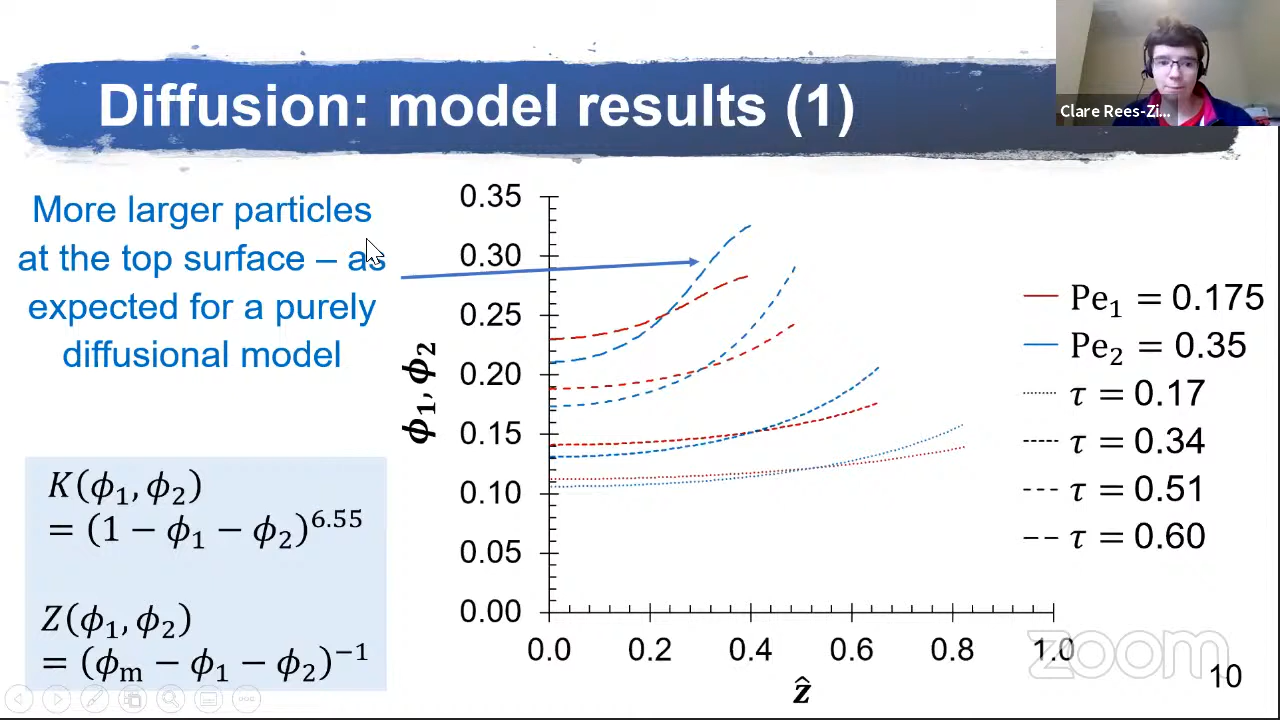 Diffusion: model results (1)
Clare Rees-Zi...
More larger particles
at the top surface – as
expected for a purely
diffusional model
K(ϕ₁, ϕ₂)
= (1 − ϕ₁ − ϕ₂)^6.55
Z(ϕ₁, ϕ₂)
= (ϕₘ − ϕ₁ − ϕ₂)^−1
ϕ₁, ϕ₂
0.35
0.30
0.25
0.20
0.15
0.10
0.05
0.00
0.0 0.2 0.4 0.6 0.8 1.0
ẑ
Pe₁ = 0.175
Pe₂ = 0.35
τ = 0.17
τ = 0.34
τ = 0.51
τ = 0.60
zoom
10